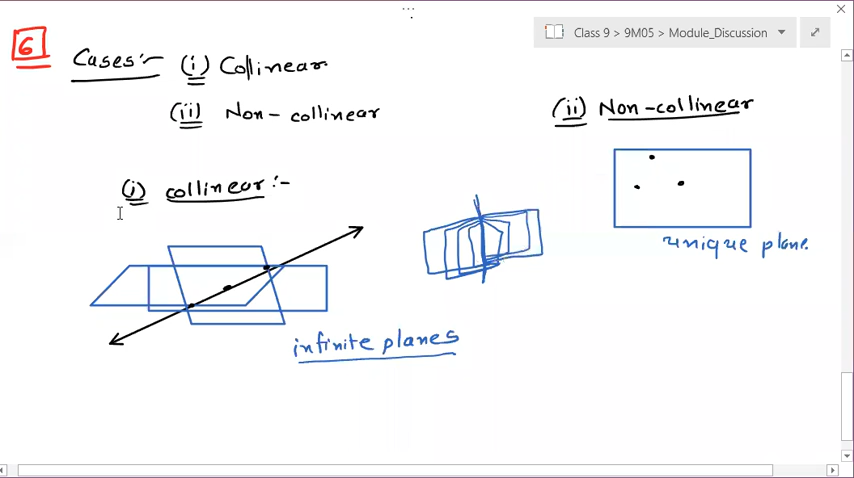 Class 9 > 9M05 > Module_Discussion
6
Cases:- (i) Collinear
(ii) Non-collinear
(i) collinear:-
infinite planes
(ii) Non-collinear
unique plane